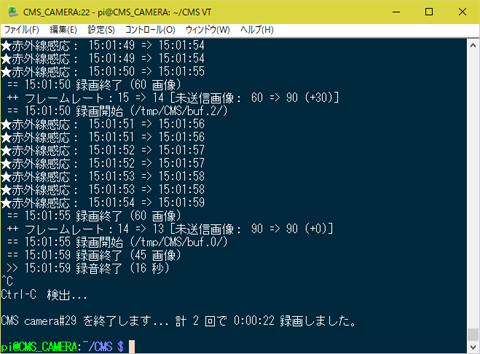 CMS_CAMERA:22 - pi@CMS_CAMERA: ~/CMS VT
ファイル(F) 編集(E) 設定(S) コントロール(O) ウィンドウ(W) ヘルプ(H)
★赤外線感応： 15:01:49 => 15:01:54
★赤外線感応： 15:01:49 => 15:01:54
★赤外線感応： 15:01:50 => 15:01:55
== 15:01:50 録画終了 (60 画像)
++ フレームレート：15 => 14 [未送信画像： 60 => 90 (+30)]
== 15:01:50 録画開始 (/tmp/CMS/buf.2/)
★赤外線感応： 15:01:51 => 15:01:56
★赤外線感応： 15:01:51 => 15:01:56
★赤外線感応： 15:01:52 => 15:01:57
★赤外線感応： 15:01:52 => 15:01:57
★赤外線感応： 15:01:53 => 15:01:58
★赤外線感応： 15:01:53 => 15:01:58
★赤外線感応： 15:01:54 => 15:01:59
== 15:01:55 録画終了 (60 画像)
++ フレームレート：14 => 13 [未送信画像： 90 => 90 (+0)]
== 15:01:55 録画開始 (/tmp/CMS/buf.0/)
== 15:01:59 録画終了 (45 画像)
>> 15:01:59 録音終了 (16 秒)
^C
Ctrl-C 検出...
CMS camera#29 を終了します... 計 2 回で 0:00:22 録画しました。
pi@CMS_CAMERA:~/CMS $